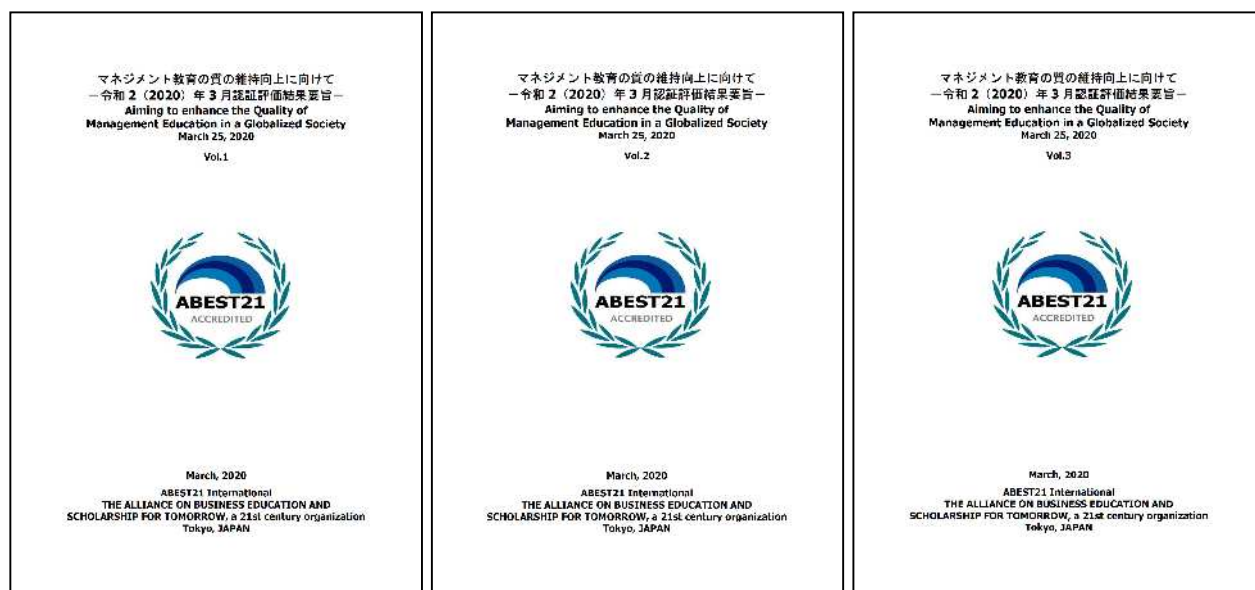 マネジメント教育の質の維持向上に向けて
－令和2（2020）年3月認証評価結果要旨－
Aiming to enhance the Quality of
Management Education in a Globalized Society
March 25, 2020
Vol.1
ABEST21
ACCREDITED
March, 2020
ABEST21 International
THE ALLIANCE ON BUSINESS EDUCATION AND
SCHOLARSHIP FOR TOMORROW, a 21st century organization
Tokyo, JAPAN
マネジメント教育の質の維持向上に向けて
－令和2（2020）年3月認証評価結果要旨－
Aiming to enhance the Quality of
Management Education in a Globalized Society
March 25, 2020
Vol.2
ABEST21
ACCREDITED
March, 2020
ABEST21 International
THE ALLIANCE ON BUSINESS EDUCATION AND
SCHOLARSHIP FOR TOMORROW, a 21st century organization
Tokyo, JAPAN
マネジメント教育の質の維持向上に向けて
－令和2（2020）年3月認証評価結果要旨－
Aiming to enhance the Quality of
Management Education in a Globalized Society
March 25, 2020
Vol.3
ABEST21
ACCREDITED
March, 2020
ABEST21 International
THE ALLIANCE ON BUSINESS EDUCATION AND
SCHOLARSHIP FOR TOMORROW, a 21st century organization
Tokyo, JAPAN